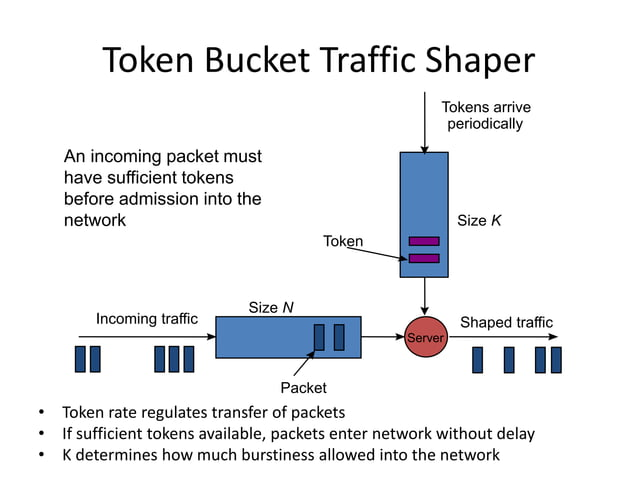 Token Bucket Traffic Shaper
Tokens arrive
periodically
An incoming packet must
have sufficient tokens
before admission into the
network
Size K
Token
Size N
Incoming traffic
Server
Shaped traffic
Packet
• Token rate regulates transfer of packets
• If sufficient tokens available, packets enter network without delay
• K determines how much burstiness allowed into the network